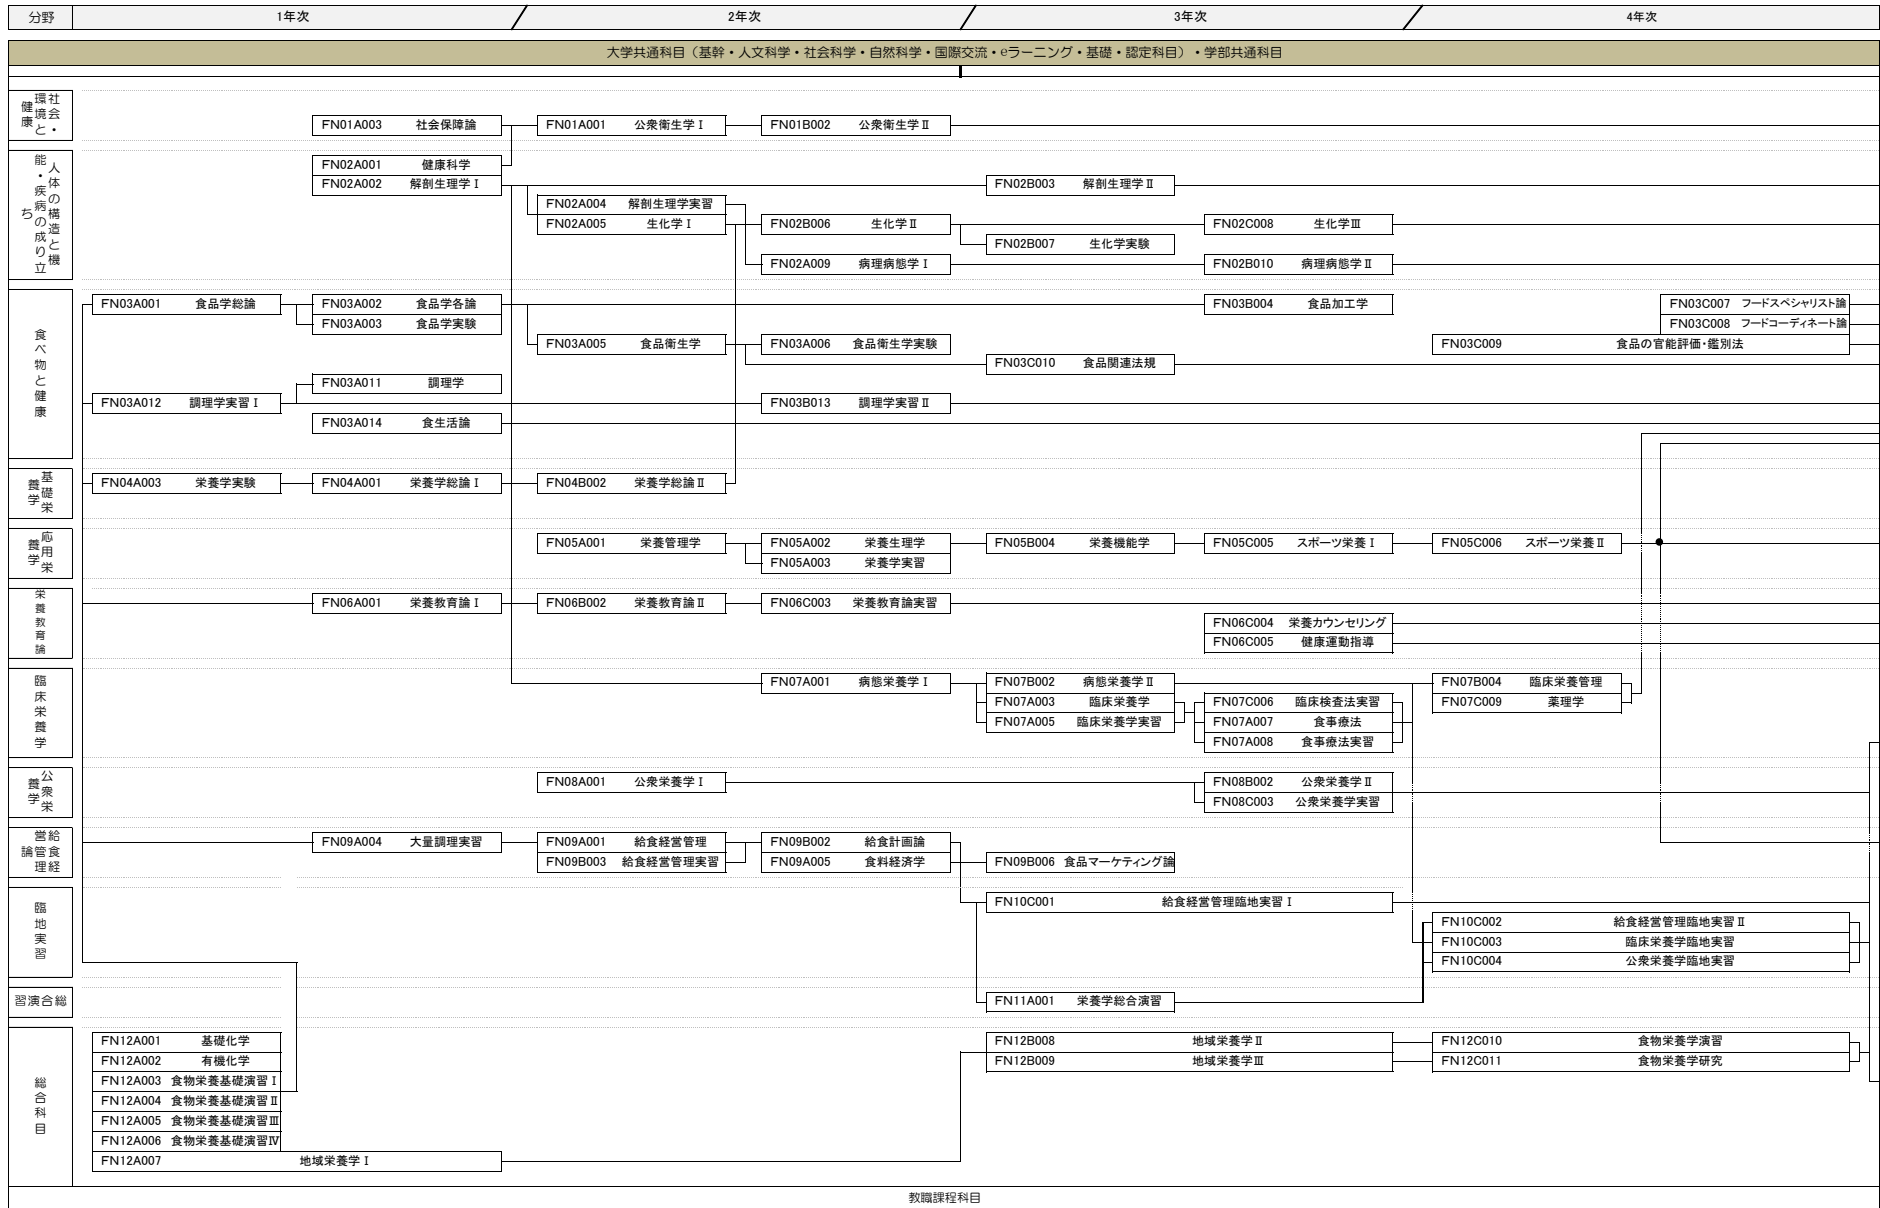 分野 1年次 2年次 3年次 4年次
大学共通科目（基幹・人文科学・社会科学・自然科学・国際交流・eラーニング・基礎・認定科目）・学部共通科目
社会・環境と健康
FN01A003 社会保障論 FN01A001 公衆衛生学Ⅰ FN01B002 公衆衛生学Ⅱ
人体の構造と機能・疾病の成り立ち
FN02A001 健康科学
FN02A002 解剖生理学Ⅰ FN02B003 解剖生理学Ⅱ
FN02A004 解剖生理学実習
FN02A005 生化学Ⅰ FN02B006 生化学Ⅱ FN02C008 生化学Ⅲ
FN02B007 生化学実験
FN02A009 病理病態学Ⅰ FN02B010 病理病態学Ⅱ
食べ物と健康
FN03A001 食品学総論 FN03A002 食品学各論 FN03B004 食品加工学 FN03C007 フードスペシャリスト論
FN03A003 食品学実験 FN03C008 フードコーディネート論
FN03A005 食品衛生学 FN03A006 食品衛生学実験 FN03C009 食品の官能評価・鑑別法
FN03C010 食品関連法規
FN03A011 調理学
FN03A012 調理学実習Ⅰ FN03B013 調理学実習Ⅱ
FN03A014 食生活論
基礎栄養学
FN04A003 栄養学実験 FN04A001 栄養学総論Ⅰ FN04B002 栄養学総論Ⅱ
応用栄養学
FN05A001 栄養管理学 FN05A002 栄養生理学 FN05B004 栄養機能学 FN05C005 スポーツ栄養Ⅰ FN05C006 スポーツ栄養Ⅱ
FN05A003 栄養学実習
栄養教育論
FN06A001 栄養教育論Ⅰ FN06B002 栄養教育論Ⅱ FN06C003 栄養教育論実習
FN06C004 栄養カウンセリング
FN06C005 健康運動指導
臨床栄養学
FN07A001 病態栄養学Ⅰ FN07B002 病態栄養学Ⅱ FN07B004 臨床栄養管理
FN07A003 臨床栄養学 FN07C006 臨床検査法実習 FN07C009 薬理学
FN07A005 臨床栄養学実習 FN07A007 食事療法
FN07A008 食事療法実習
公衆栄養学
FN08A001 公衆栄養学Ⅰ FN08B002 公衆栄養学Ⅱ
FN08C003 公衆栄養学実習
給食経営管理論
FN09A004 大量調理実習 FN09A001 給食経営管理 FN09B002 給食計画論
FN09B003 給食経営管理実習 FN09A005 食料経済学 FN09B006 食品マーケティング論
臨地実習
FN10C001 給食経営管理臨地実習Ⅰ
FN10C002 給食経営管理臨地実習Ⅱ
FN10C003 臨床栄養学臨地実習
FN10C004 公衆栄養学臨地実習
総合演習
FN11A001 栄養学総合演習
総合科目
FN12A001 基礎化学 FN12B008 地域栄養学Ⅱ FN12C010 食物栄養学演習
FN12A002 有機化学 FN12B009 地域栄養学Ⅲ FN12C011 食物栄養学研究
FN12A003 食物栄養基礎演習Ⅰ
FN12A004 食物栄養基礎演習Ⅱ
FN12A005 食物栄養基礎演習Ⅲ
FN12A006 食物栄養基礎演習Ⅳ
FN12A007 地域栄養学Ⅰ
教職課程科目